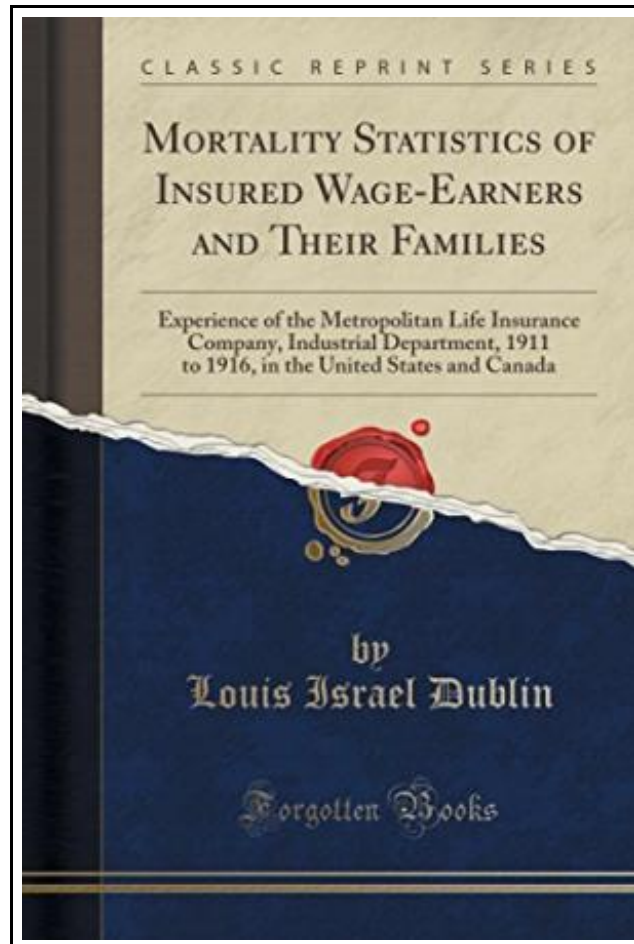 CLASSIC REPRINT SERIES
MORTALITY STATISTICS OF
INSURED WAGE-EARNERS
AND THEIR FAMILIES
Experience of the Metropolitan Life Insurance
Company, Industrial Department, 1911
to 1916, in the United States and Canada
by
Louis Israel Dublin
Forgotten Books